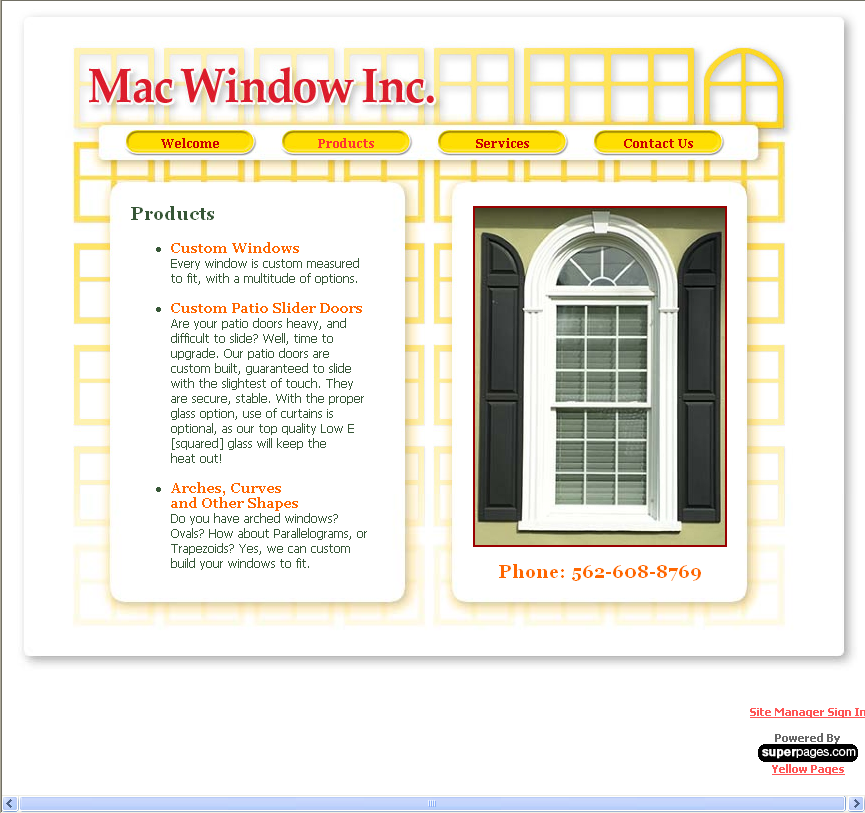 Mac Window Inc.
Welcome
Products
Services
Contact Us
Products
Custom Windows
Every window is custom measured
to fit, with a multitude of options.
Custom Patio Slider Doors
Are your patio doors heavy, and
difficult to slide? Well, time to
upgrade. Our patio doors are
custom built, guaranteed to slide
with the slightest of touch. They
are secure, stable. With the proper
glass option, use of curtains is
optional, as our top quality Low E
[squared] glass will keep the
heat out!
Arches, Curves
and Other Shapes
Do you have arched windows?
Ovals? How about Parallelograms, or
Trapezoids? Yes, we can custom
build your windows to fit.
Phone: 562-608-8769
Site Manager Sign In
Powered By
superpages.com
Yellow Pages